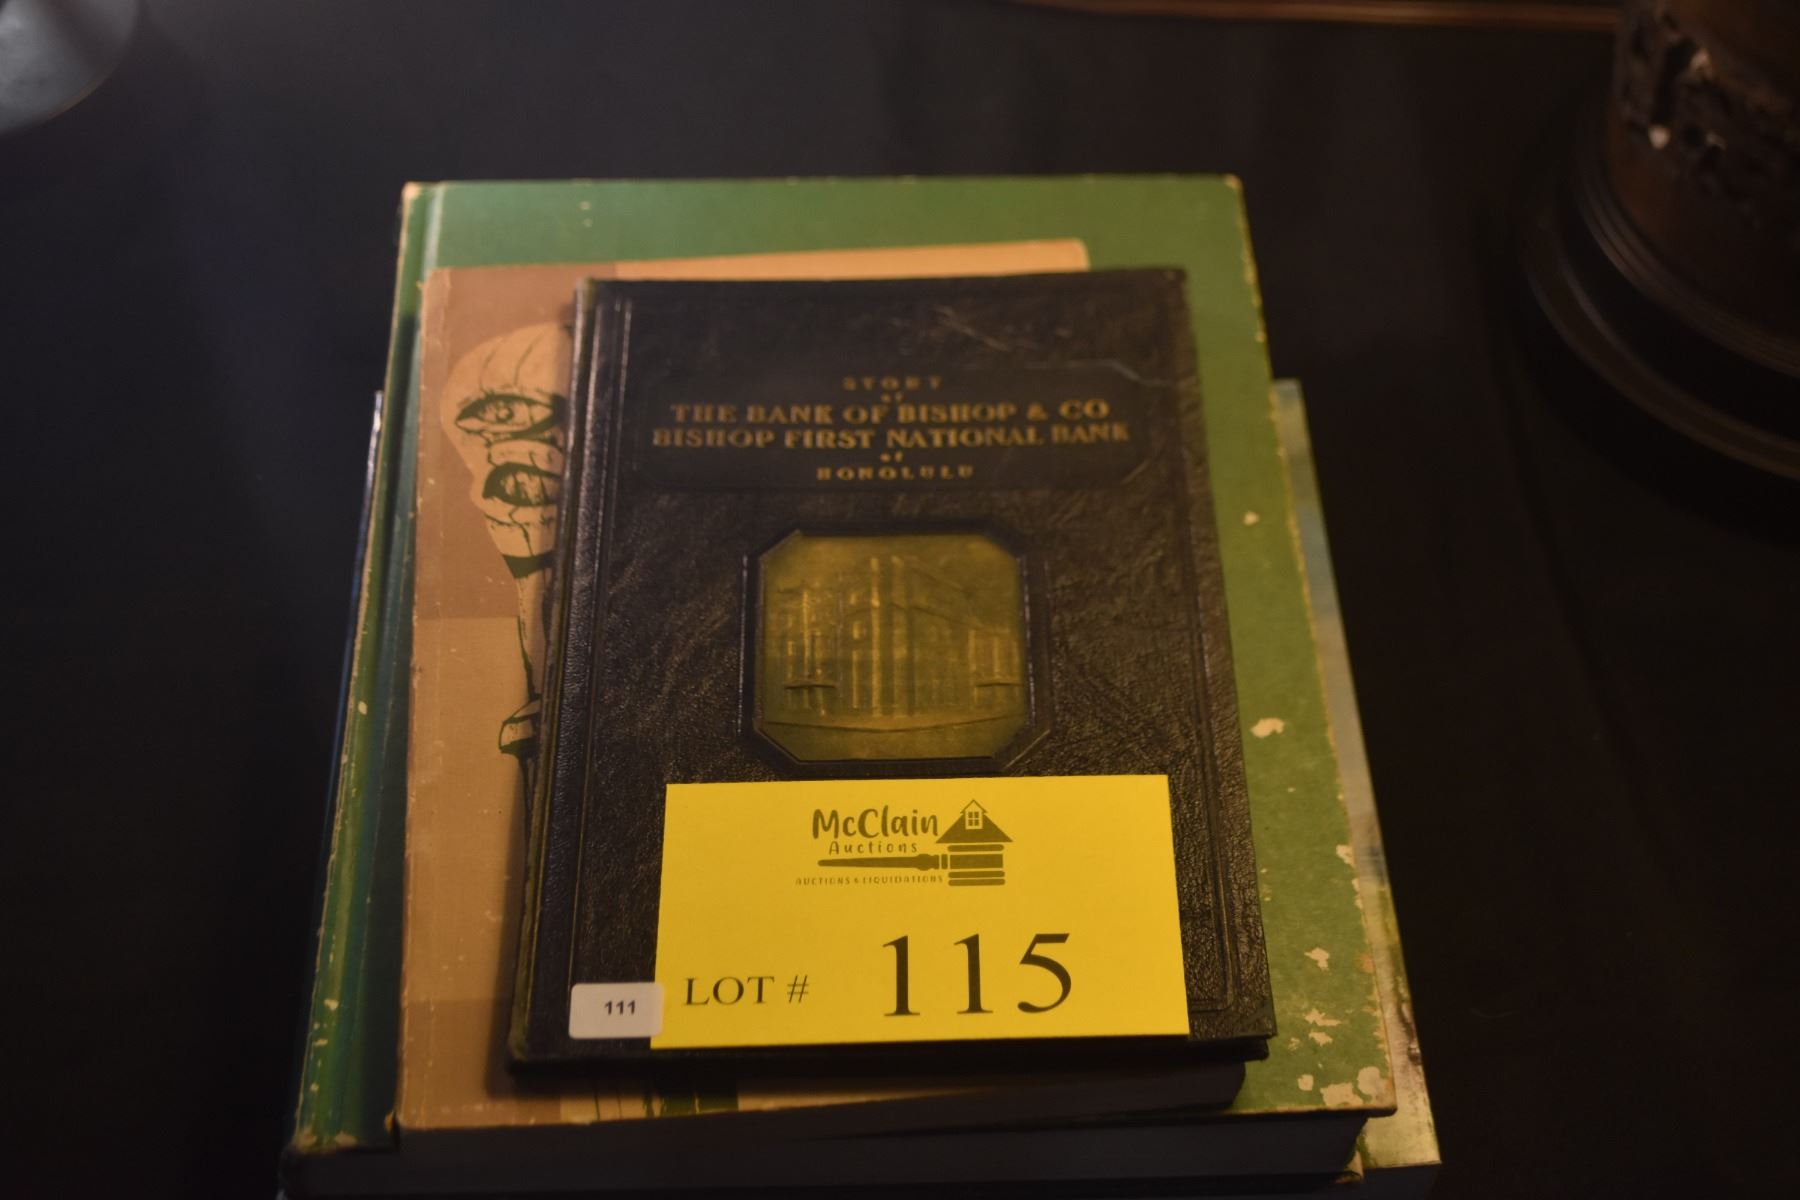 STORY
of
THE BANK OF BISHOP & CO
BISHOP FIRST NATIONAL BANK
of
HONOLULU
McClain
Auctions
AUCTIONS & LIQUIDATIONS
LOT # 115
111